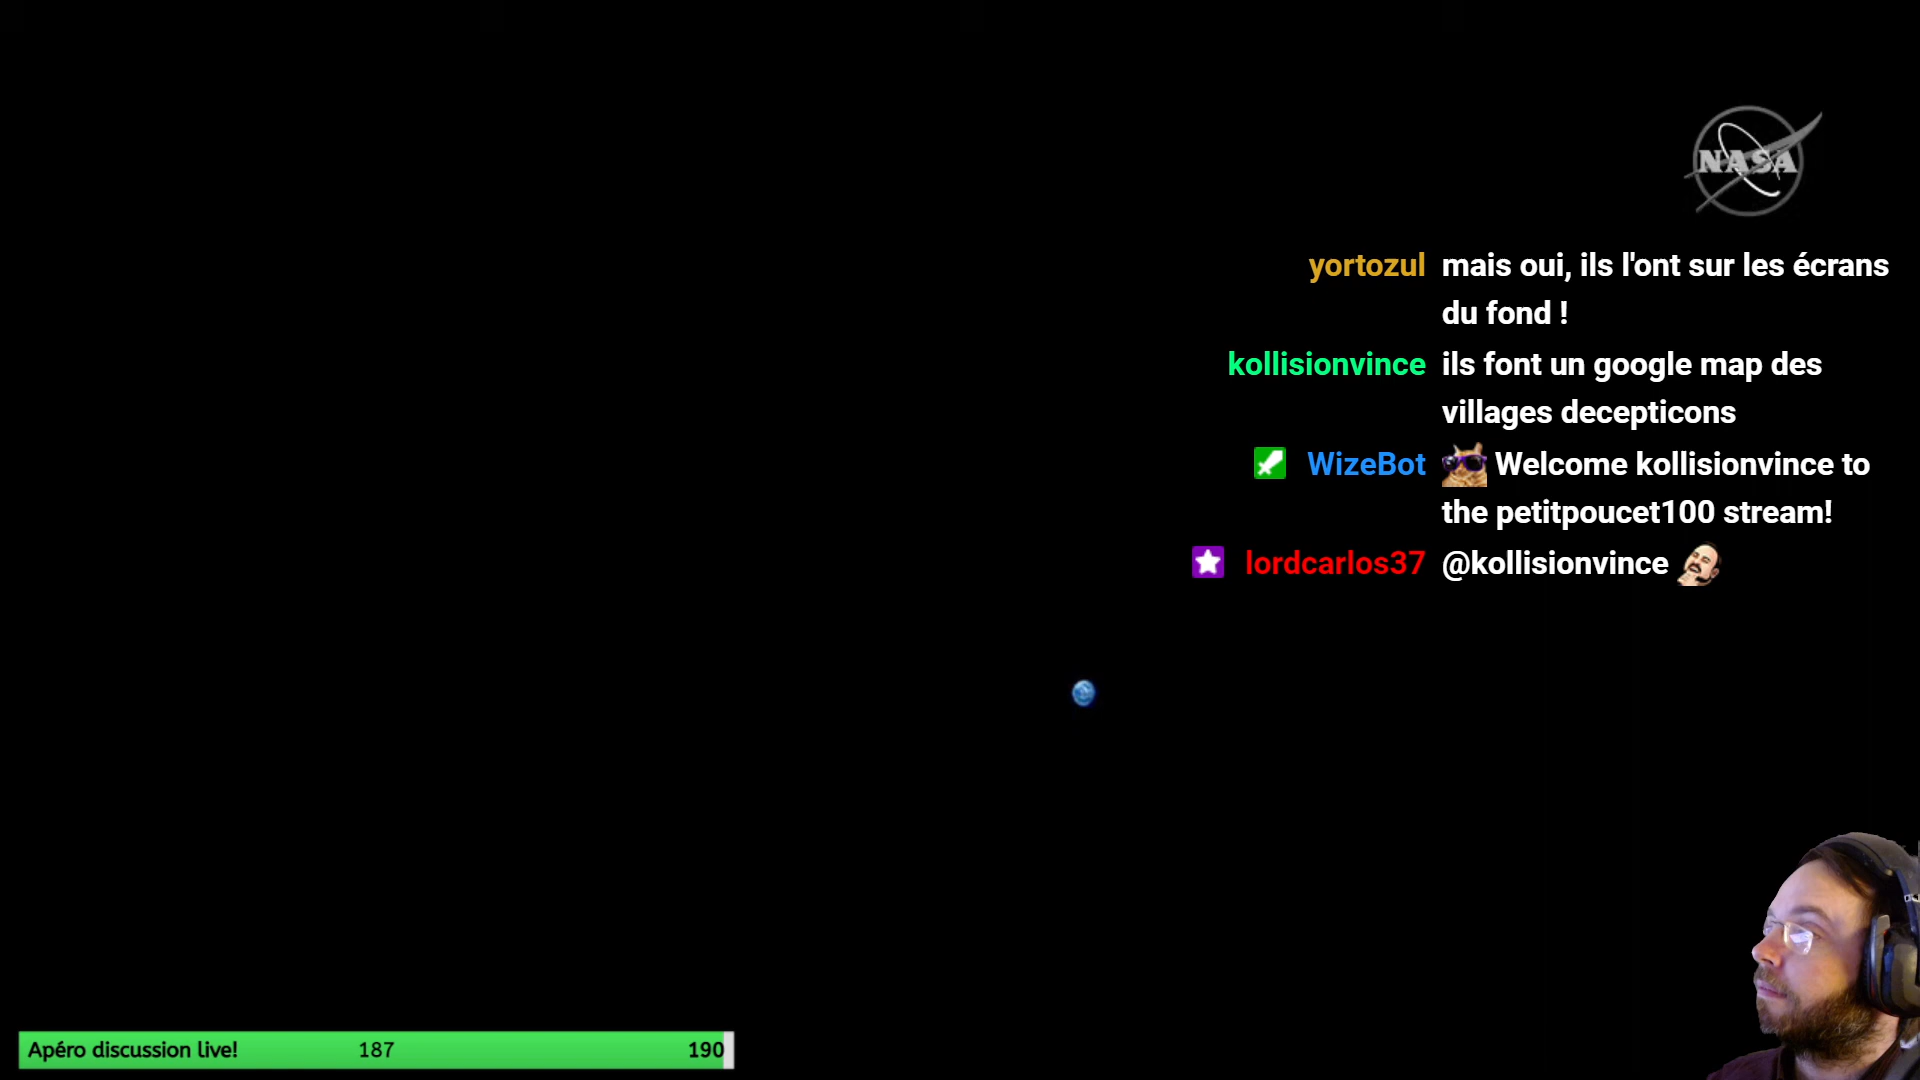 NASA
yortozul mais oui, ils l'ont sur les écrans
du fond !
kollisionvince ils font un google map des
villages decepticons
WizeBot Welcome kollisionvince to
the petitpoucet100 stream!
lordcarlos37 @kollisionvince
Apéro discussion live! 187 190